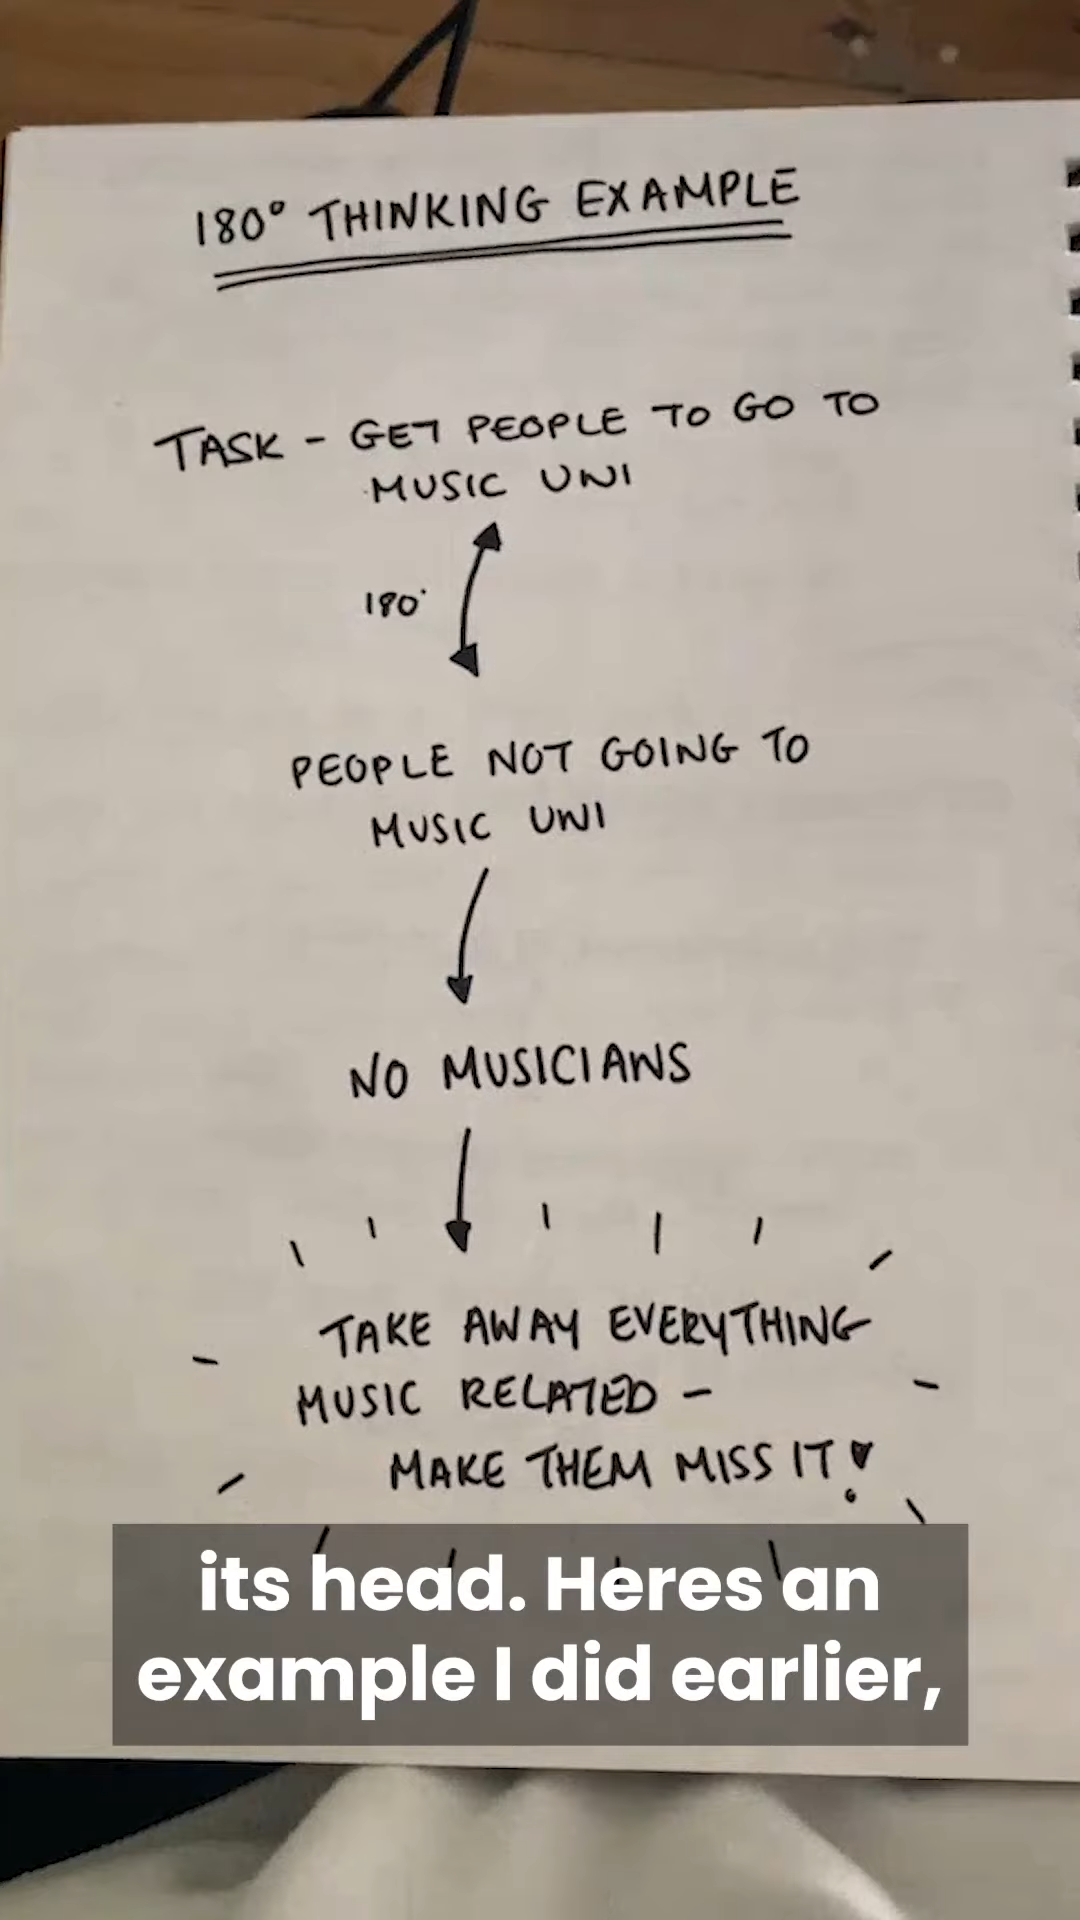 180° THINKING EXAMPLE
TASK - GET PEOPLE TO GO TO
MUSIC UNI
180°
PEOPLE NOT GOING TO
MUSIC UNI
NO MUSICIANS
TAKE AWAY EVERYTHING
MUSIC RELATED -
MAKE THEM MISS IT!
its head. Heres an
example I did earlier,